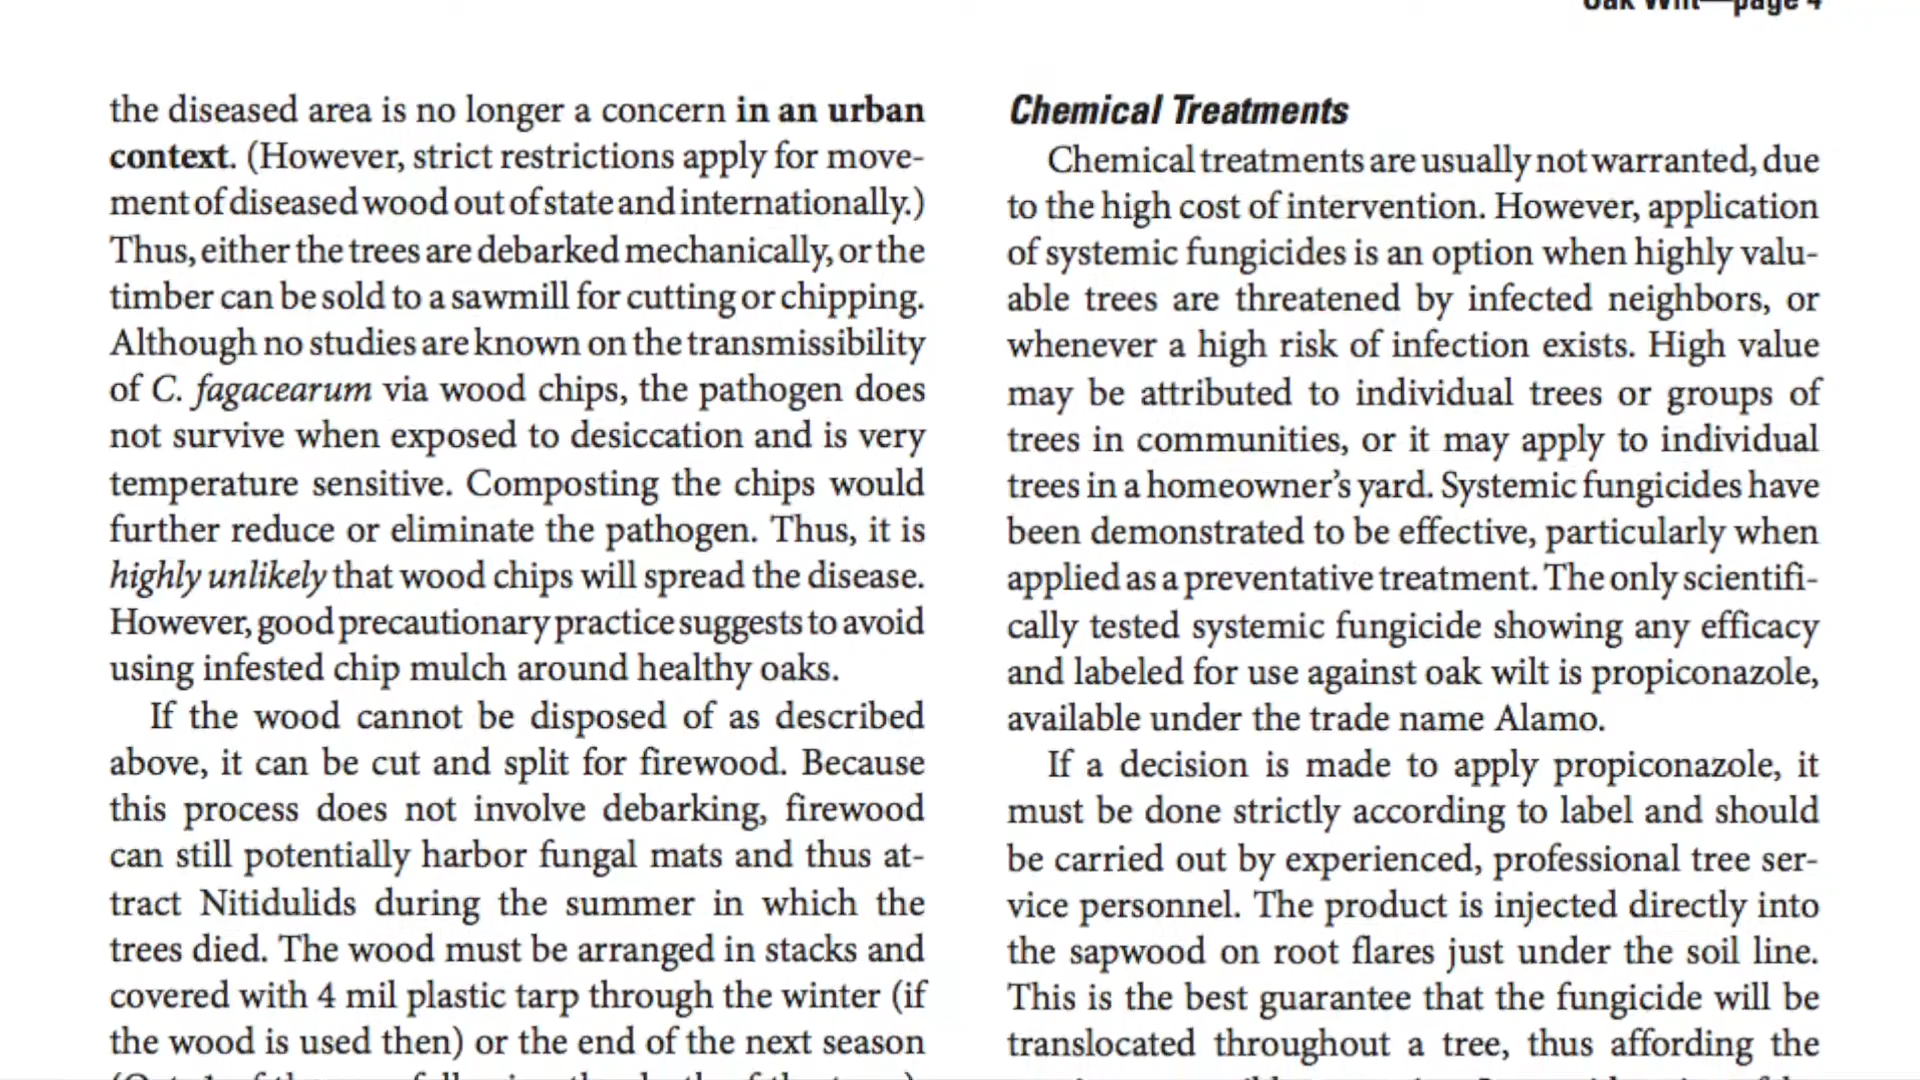 Oak Wilt—page 4
the diseased area is no longer a concern in an urban
context. (However, strict restrictions apply for move-
ment of diseased wood out of state and internationally.)
Thus, either the trees are debarked mechanically, or the
timber can be sold to a sawmill for cutting or chipping.
Although no studies are known on the transmissibility
of C. fagacearum via wood chips, the pathogen does
not survive when exposed to desiccation and is very
temperature sensitive. Composting the chips would
further reduce or eliminate the pathogen. Thus, it is
highly unlikely that wood chips will spread the disease.
However, good precautionary practice suggests to avoid
using infested chip mulch around healthy oaks.
If the wood cannot be disposed of as described
above, it can be cut and split for firewood. Because
this process does not involve debarking, firewood
can still potentially harbor fungal mats and thus at-
tract Nitidulids during the summer in which the
trees died. The wood must be arranged in stacks and
covered with 4 mil plastic tarp through the winter (if
the wood is used then) or the end of the next season
Chemical Treatments
Chemical treatments are usually not warranted, due
to the high cost of intervention. However, application
of systemic fungicides is an option when highly valu-
able trees are threatened by infected neighbors, or
whenever a high risk of infection exists. High value
may be attributed to individual trees or groups of
trees in communities, or it may apply to individual
trees in a homeowner's yard. Systemic fungicides have
been demonstrated to be effective, particularly when
applied as a preventative treatment. The only scientifi-
cally tested systemic fungicide showing any efficacy
and labeled for use against oak wilt is propiconazole,
available under the trade name Alamo.
If a decision is made to apply propiconazole, it
must be done strictly according to label and should
be carried out by experienced, professional tree ser-
vice personnel. The product is injected directly into
the sapwood on root flares just under the soil line.
This is the best guarantee that the fungicide will be
translocated throughout a tree, thus affording the